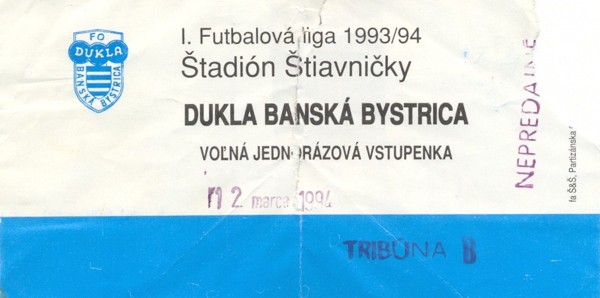 FO
DUKLA
BANSKÁ BYSTRICA
I. Futbalová liga 1993/94
Štadión Štiavničky
DUKLA BANSKÁ BYSTRICA
VOĽNÁ JEDNORÁZOVÁ VSTUPENKA
2. marca 1994
TRIBÚNA B
NEPREDAJNÉ
fa Š&Š, Partizánska